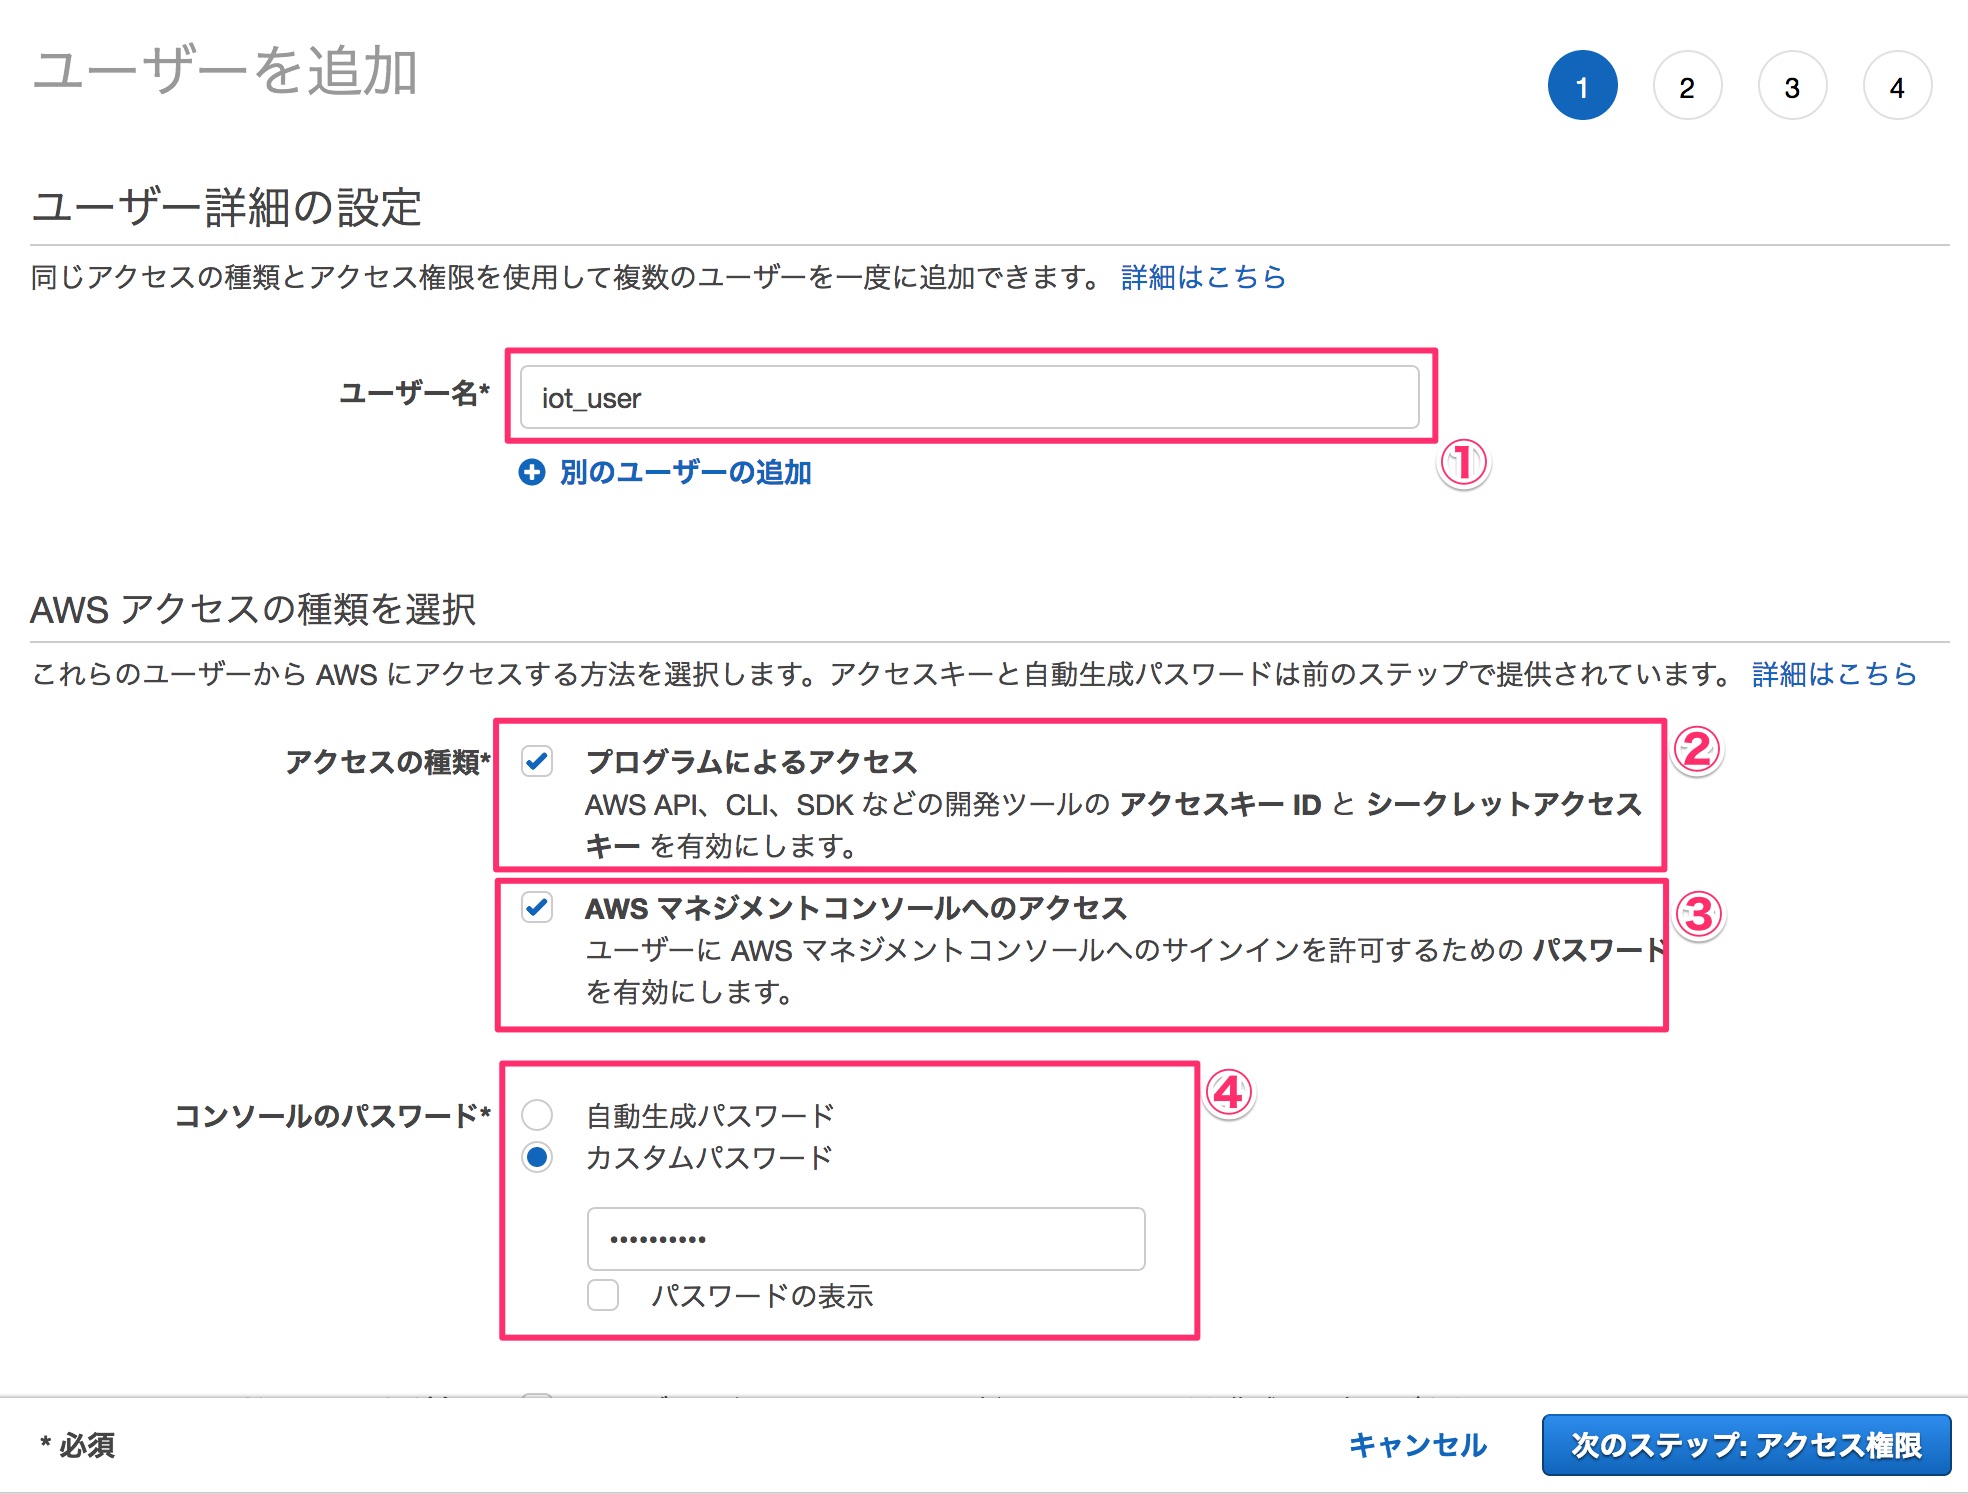 ユーザーを追加
1 2 3 4
ユーザー詳細の設定
同じアクセスの種類とアクセス権限を使用して複数のユーザーを一度に追加できます。 詳細はこちら
ユーザー名* iot_user
①
別のユーザーの追加
AWS アクセスの種類を選択
これらのユーザーから AWS にアクセスする方法を選択します。アクセスキーと自動生成パスワードは前のステップで提供されています。 詳細はこちら
②
アクセスの種類* プログラムによるアクセス
AWS API、CLI、SDK などの開発ツールの アクセスキー ID と シークレットアクセス
キー を有効にします。
③
AWS マネジメントコンソールへのアクセス
ユーザーに AWS マネジメントコンソールへのサインインを許可するための パスワード
を有効にします。
④
コンソールのパスワード* 自動生成パスワード
カスタムパスワード
••••••••••
パスワードの表示
* 必須 キャンセル 次のステップ: アクセス権限